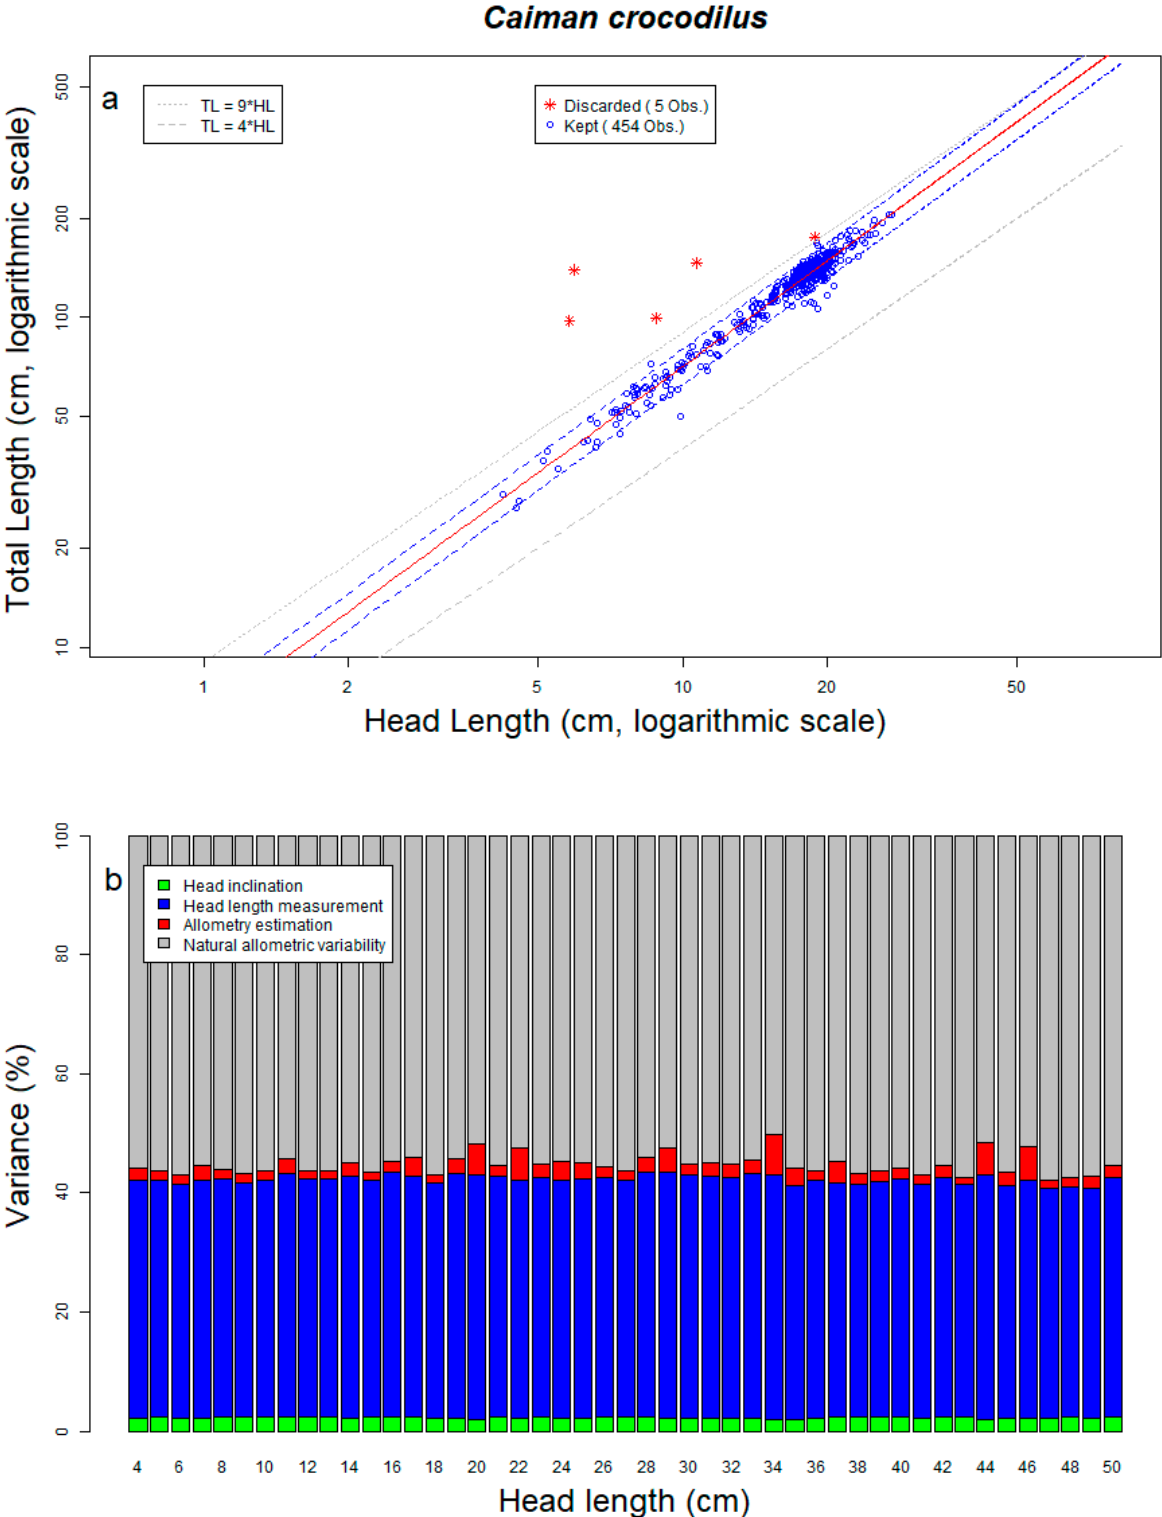 Caiman crocodilus
a
TL = 9*HL
TL = 4*HL
Discarded ( 5 Obs.)
Kept ( 454 Obs.)
Total Length (cm, logarithmic scale)
500
200
100
50
20
10
1 2 5 10 20 50
Head Length (cm, logarithmic scale)
b
Head inclination
Head length measurement
Allometry estimation
Natural allometric variability
Variance (%)
100
80
60
40
20
0
4 6 8 10 12 14 16 18 20 22 24 26 28 30 32 34 36 38 40 42 44 46 48 50
Head length (cm)